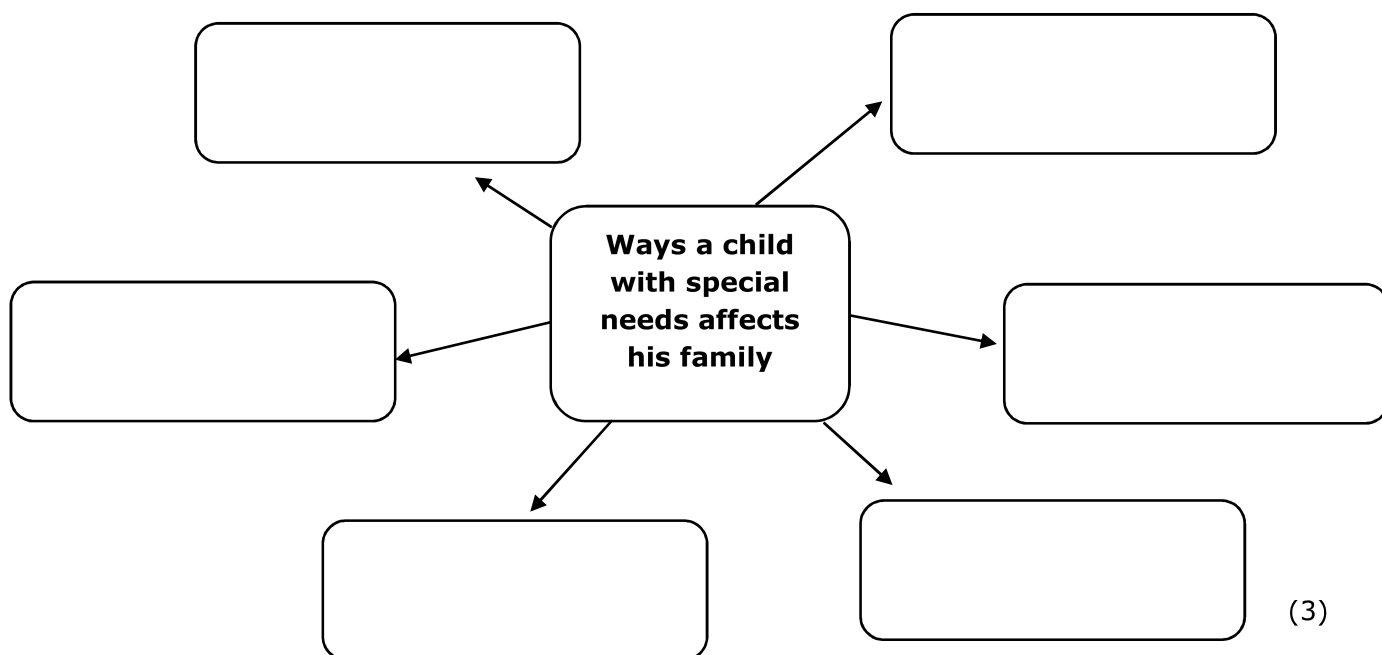 Ways a child
with special
needs affects
his family
(3)